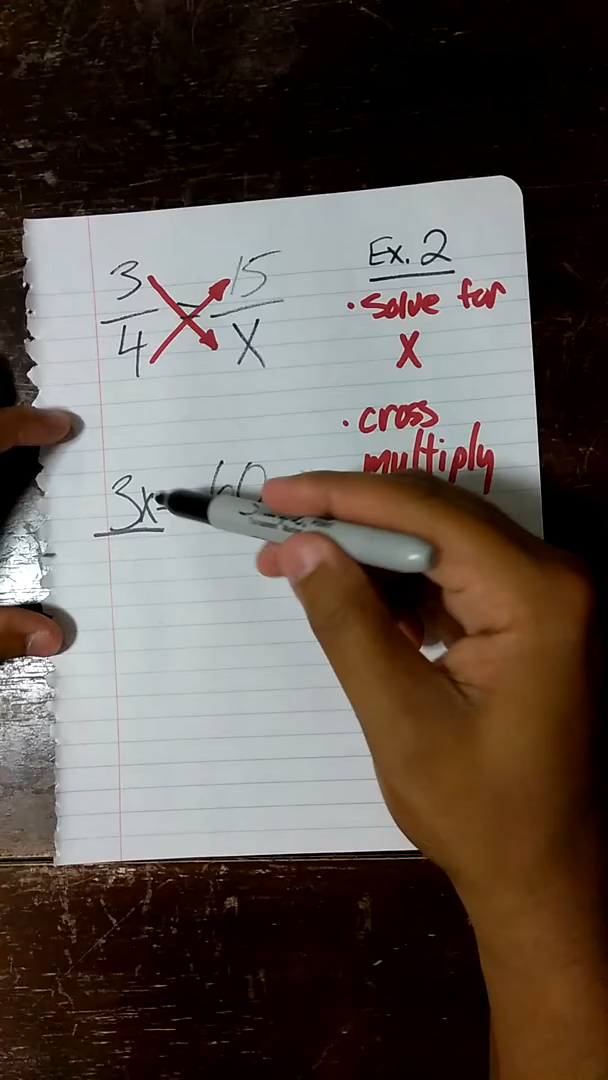 3 = 15
4 X
Ex. 2
• solve for
X
• cross
multiply
3x = 60